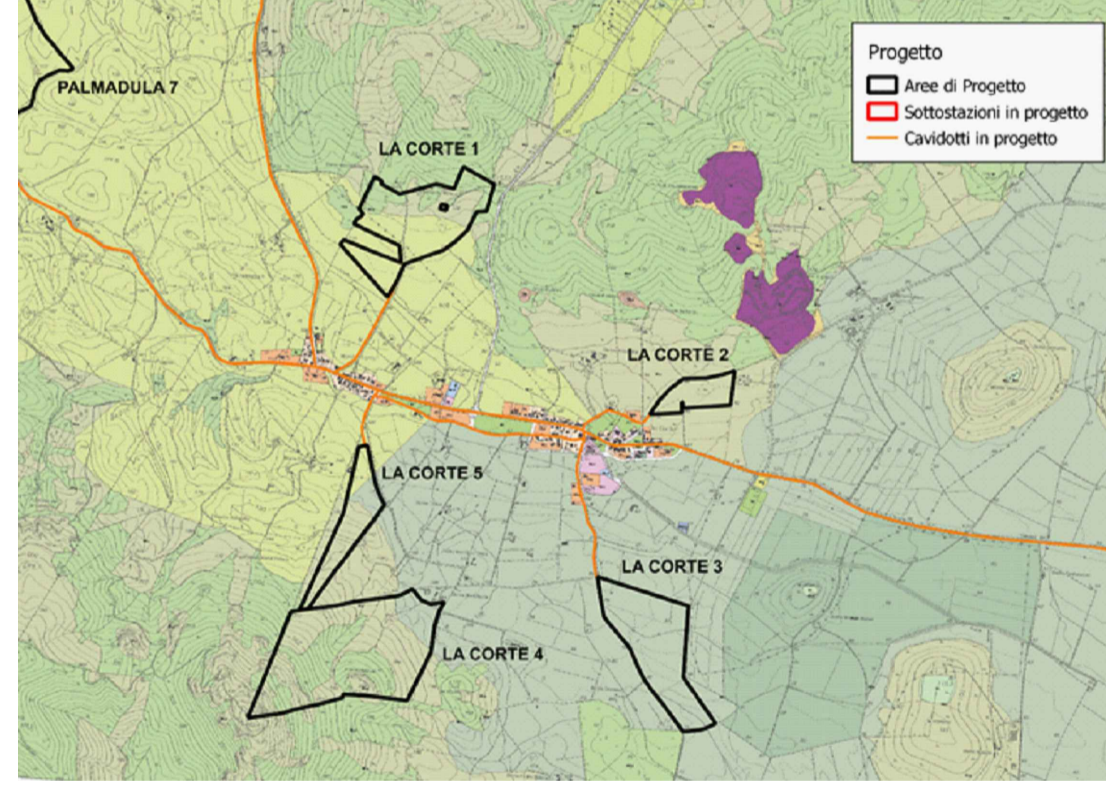 Progetto
Aree di Progetto
Sottostazioni in progetto
Cavidotti in progetto
PALMADULA 7
LA CORTE 1
LA CORTE 2
LA CORTE 5
LA CORTE 3
LA CORTE 4